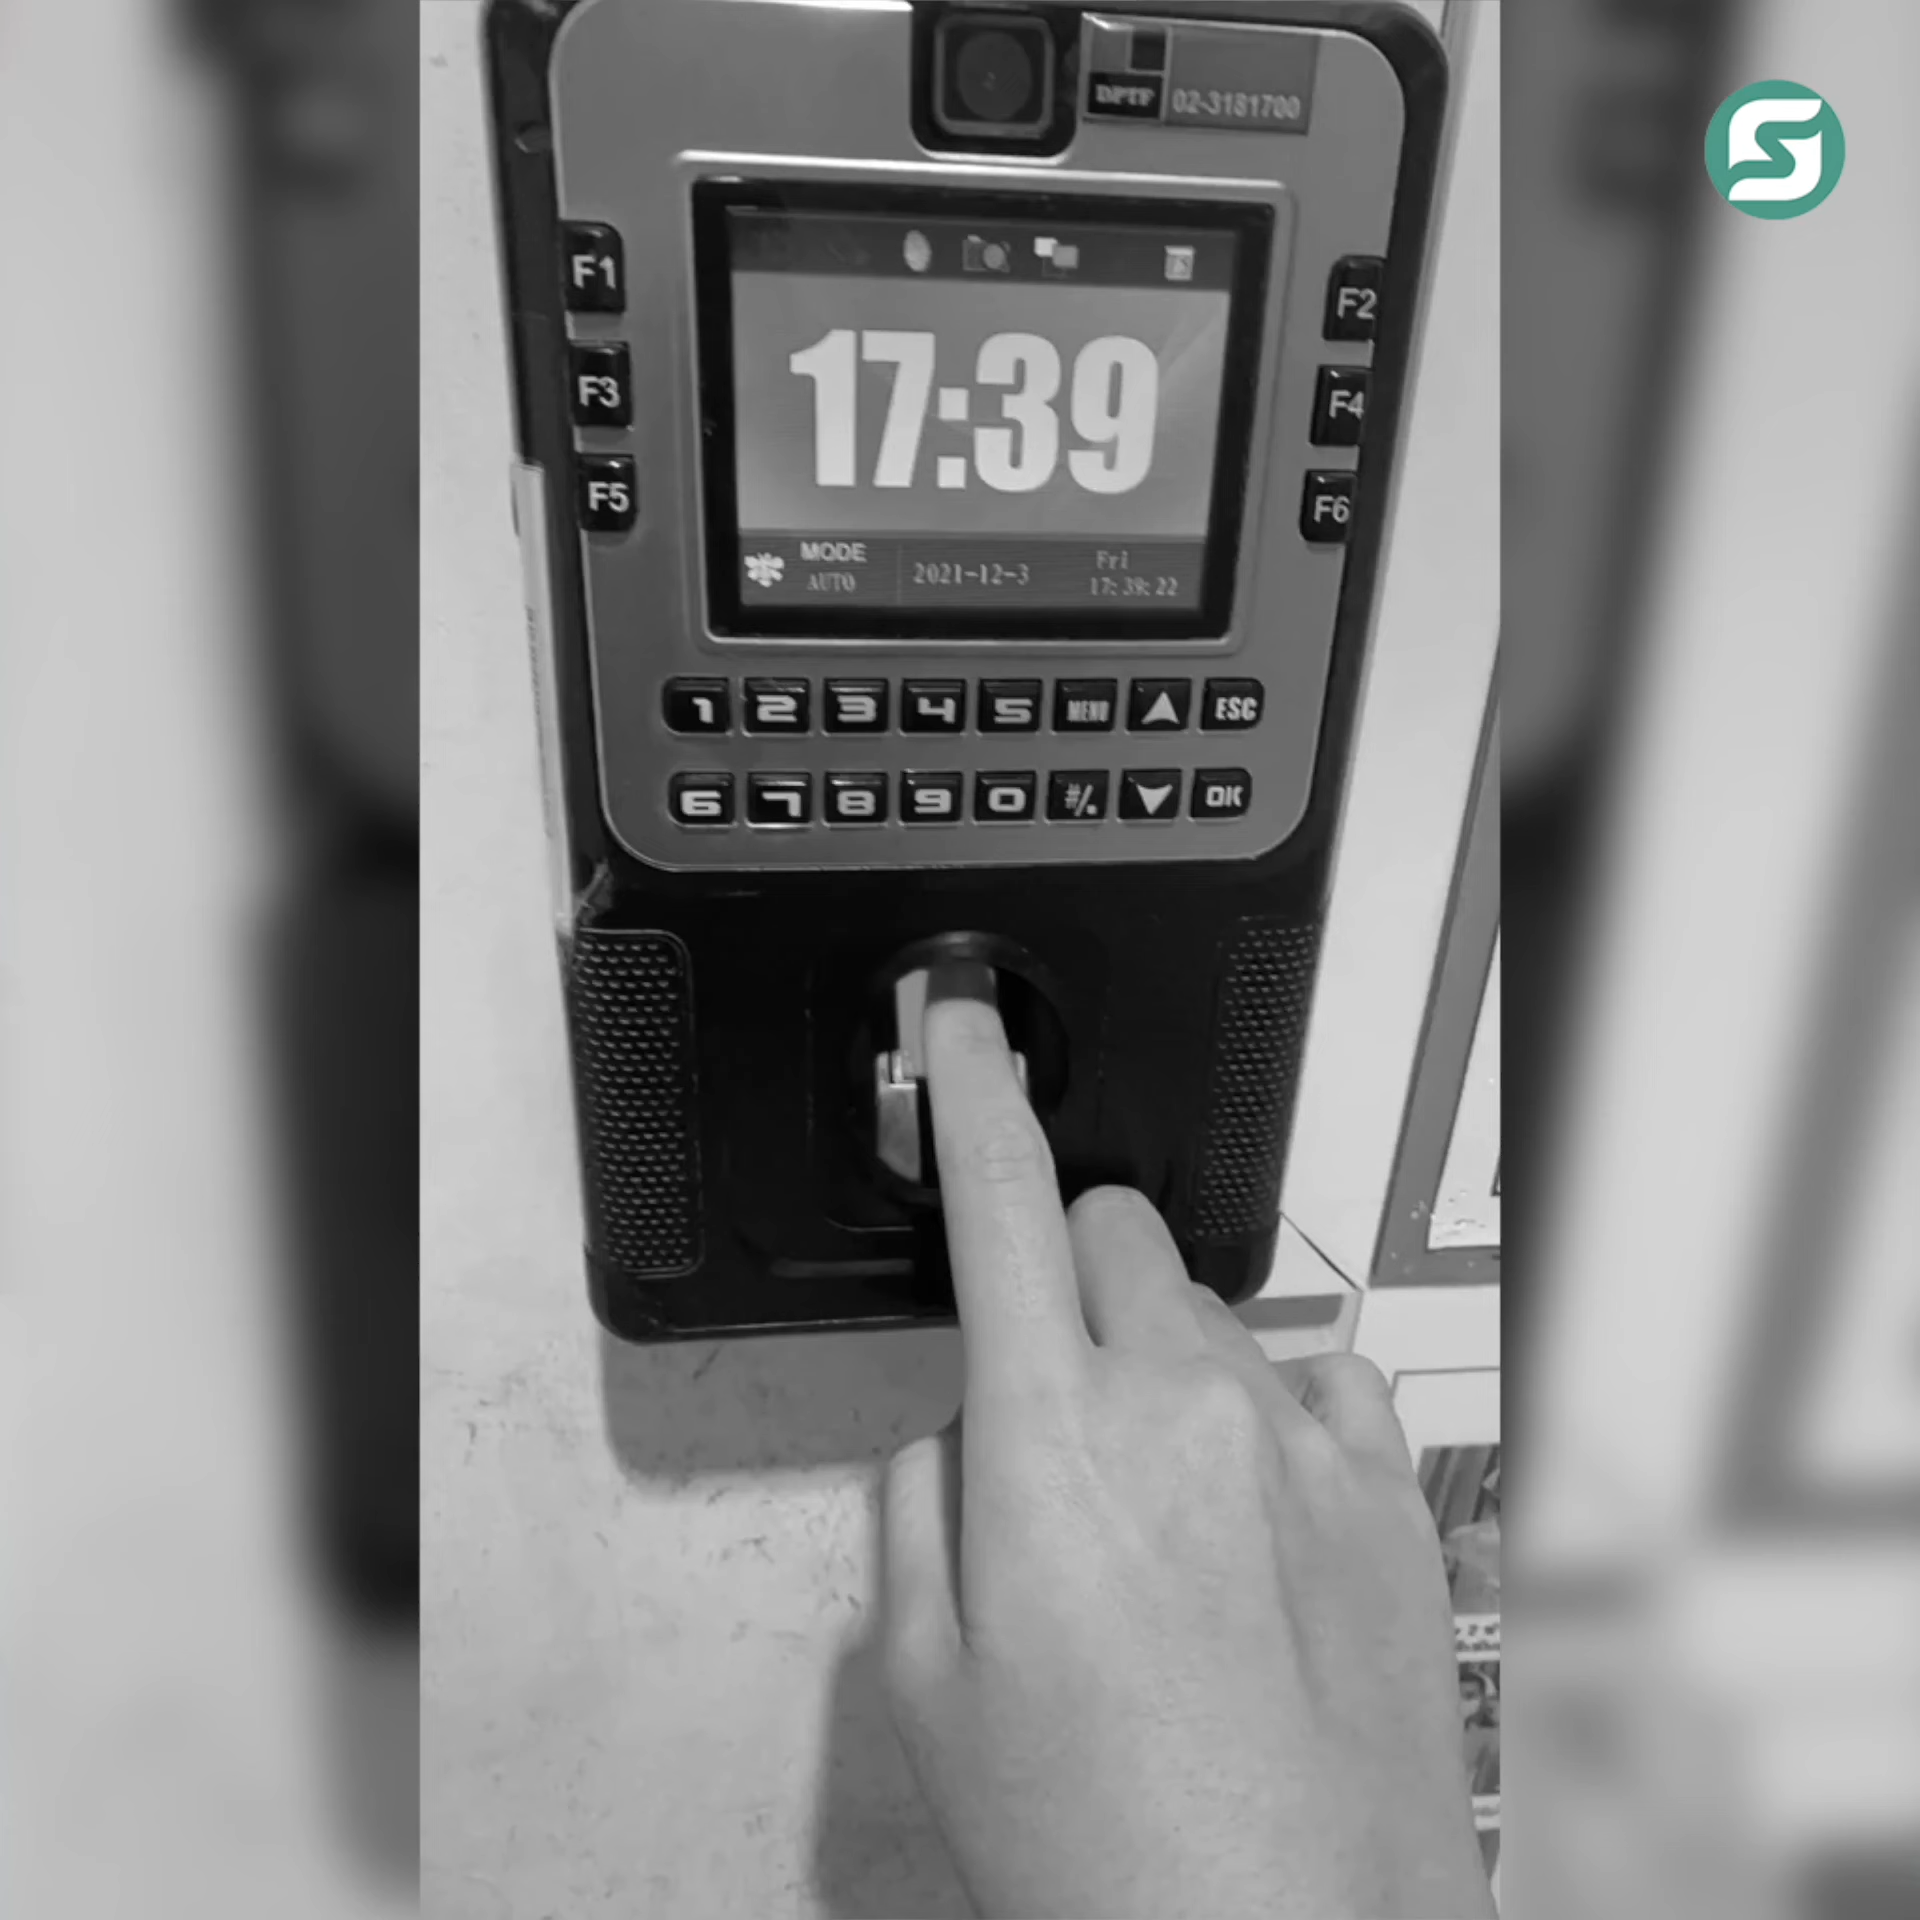 DPTF 02-3181700
F1
F2
17:39
F3
F4
F5
F6
MODE
AUTO
2021-12-3
Fri
17:39:22
1 2 3 4 5 MENU ESC
6 7 8 9 0 #/. OK